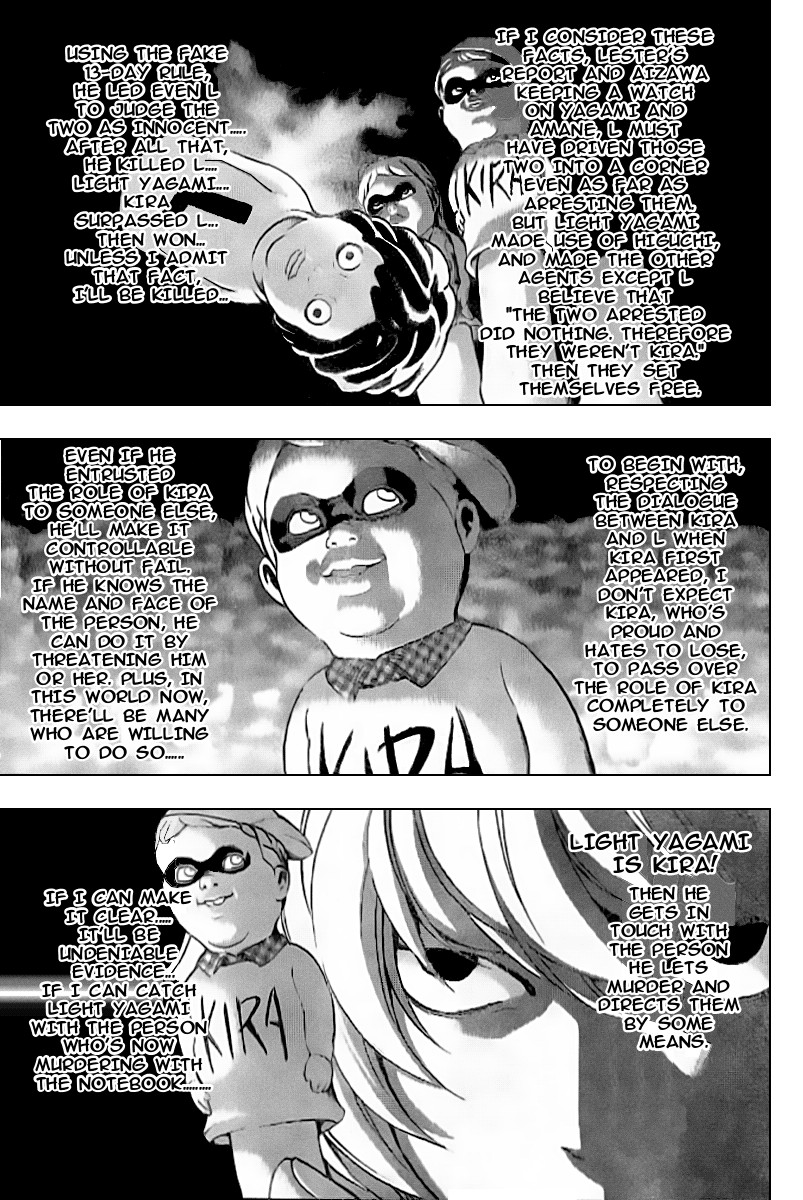 IF I CONSIDER THESE
FACTS, LESTER'S
REPORT AND AIZAWA
KEEPING A WATCH
ON YAGAMI AND
AMANE, L MUST
HAVE DRIVEN THOSE
TWO INTO A CORNER
EVEN AS FAR AS
ARRESTING THEM.
BUT LIGHT YAGAMI
MADE USE OF HIGUCHI,
AND MADE THE OTHER
AGENTS EXCEPT L
BELIEVE THAT
"THE TWO ARRESTED
DID NOTHING. THEREFORE
THEY WEREN'T KIRA."
THEN THEY SET
THEMSELVES FREE.
KIRA
USING THE FAKE
13-DAY RULE,
HE LED EVEN L
TO JUDGE THE
TWO AS INNOCENT.....
AFTER ALL THAT,
HE KILLED L....
LIGHT YAGAMI....
KIRA
SURPASSED L...
THEN WON...
UNLESS I ADMIT
THAT FACT,
I'LL BE KILLED...
TO BEGIN WITH,
RESPECTING
THE DIALOGUE
BETWEEN KIRA
AND L WHEN
KIRA FIRST
APPEARED, I
DON'T EXPECT
KIRA, WHO'S
PROUD AND
HATES TO LOSE,
TO PASS OVER
THE ROLE OF KIRA
COMPLETELY TO
SOMEONE ELSE.
KIRA
EVEN IF HE
ENTRUSTED
THE ROLE OF KIRA
TO SOMEONE ELSE,
HE'LL MAKE IT
CONTROLLABLE
WITHOUT FAIL.
IF HE KNOWS THE
NAME AND FACE OF
THE PERSON, HE
CAN DO IT BY
THREATENING HIM
OR HER. PLUS, IN
THIS WORLD NOW,
THERE'LL BE MANY
WHO ARE WILLING
TO DO SO.....
LIGHT YAGAMI
IS KIRA!
THEN HE
GETS IN
TOUCH WITH
THE PERSON
HE LETS
MURDER AND
DIRECTS THEM
BY SOME
MEANS.
KIRA
IF I CAN MAKE
IT CLEAR.....
IT'LL BE
UNDENIABLE
EVIDENCE...
IF I CAN CATCH
LIGHT YAGAMI
WITH THE PERSON
WHO'S NOW
MURDERING WITH
THE NOTEBOOK.........